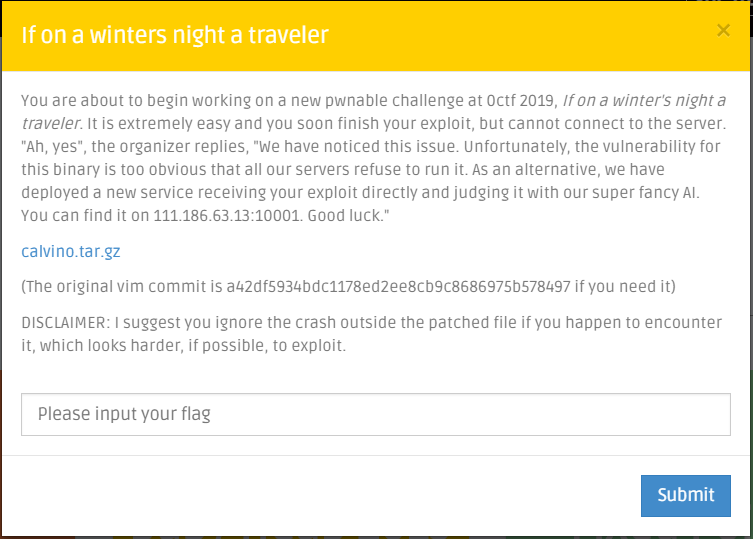 If on a winters night a traveler
×
You are about to begin working on a new pwnable challenge at 0ctf 2019, If on a winter's night a
traveler. It is extremely easy and you soon finish your exploit, but cannot connect to the server.
"Ah, yes", the organizer replies, "We have noticed this issue. Unfortunately, the vulnerability for
this binary is too obvious that all our servers refuse to run it. As an alternative, we have
deployed a new service receiving your exploit directly and judging it with our super fancy AI.
You can find it on 111.186.63.13:10001. Good luck."
calvino.tar.gz
(The original vim commit is a42df5934bdc1178ed2ee8cb9c8686975b578497 if you need it)
DISCLAIMER: I suggest you ignore the crash outside the patched file if you happen to encounter
it, which looks harder, if possible, to exploit.
Please input your flag
Submit